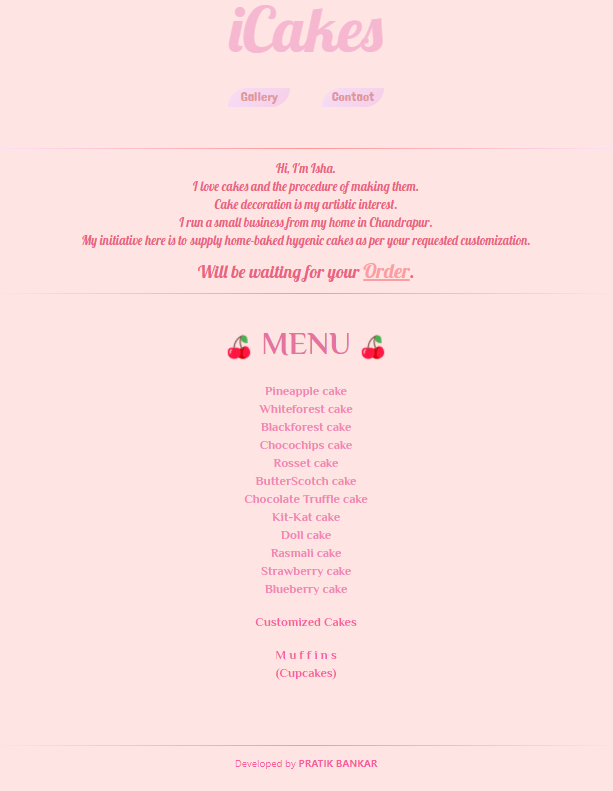 iCakes
Gallery Contact
Hi, I'm Isha.
I love cakes and the procedure of making them.
Cake decoration is my artistic interest.
I run a small business from my home in Chandrapur.
My initiative here is to supply home-baked hygenic cakes as per your requested customization.
Will be waiting for your Order.
MENU
Pineapple cake
Whiteforest cake
Blackforest cake
Chocochips cake
Rosset cake
ButterScotch cake
Chocolate Truffle cake
Kit-Kat cake
Doll cake
Rasmali cake
Strawberry cake
Blueberry cake
Customized Cakes
M u f f i n s
(Cupcakes)
Developed by PRATIK BANKAR